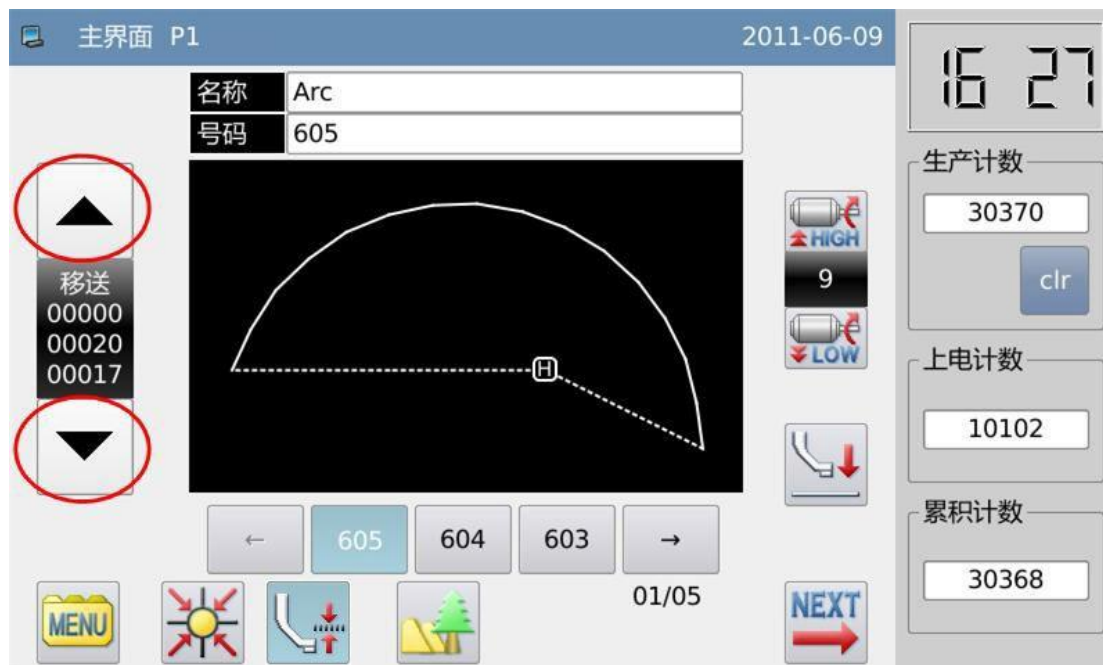 主界面 P1
2011-06-09
16 27
名称 Arc
号码 605
移送
00000
00020
00017
H
HIGH
9
LOW
生产计数
30370
clr
上电计数
10102
累积计数
30368
← 605 604 603 →
01/05
MENU
NEXT